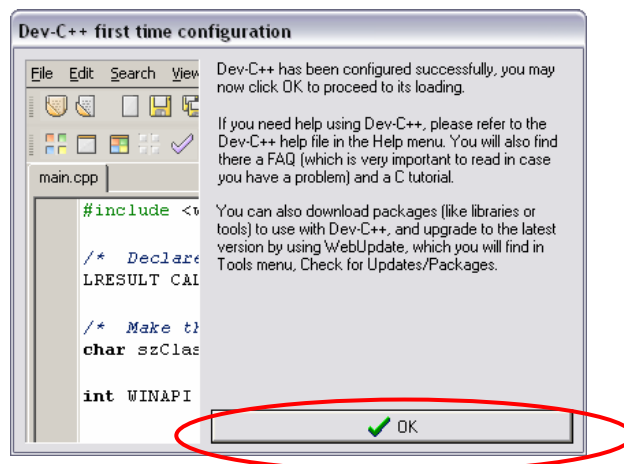 Dev-C++ first time configuration
File Edit Search View
main.cpp
#include <w
/* Declare
LRESULT CAL
/* Make th
char szClas
int WINAPI
Dev-C++ has been configured successfully, you may
now click OK to proceed to its loading.
If you need help using Dev-C++, please refer to the
Dev-C++ help file in the Help menu. You will also find
there a FAQ (which is very important to read in case
you have a problem) and a C tutorial.
You can also download packages (like libraries or
tools) to use with Dev-C++, and upgrade to the latest
version by using WebUpdate, which you will find in
Tools menu, Check for Updates/Packages.
OK